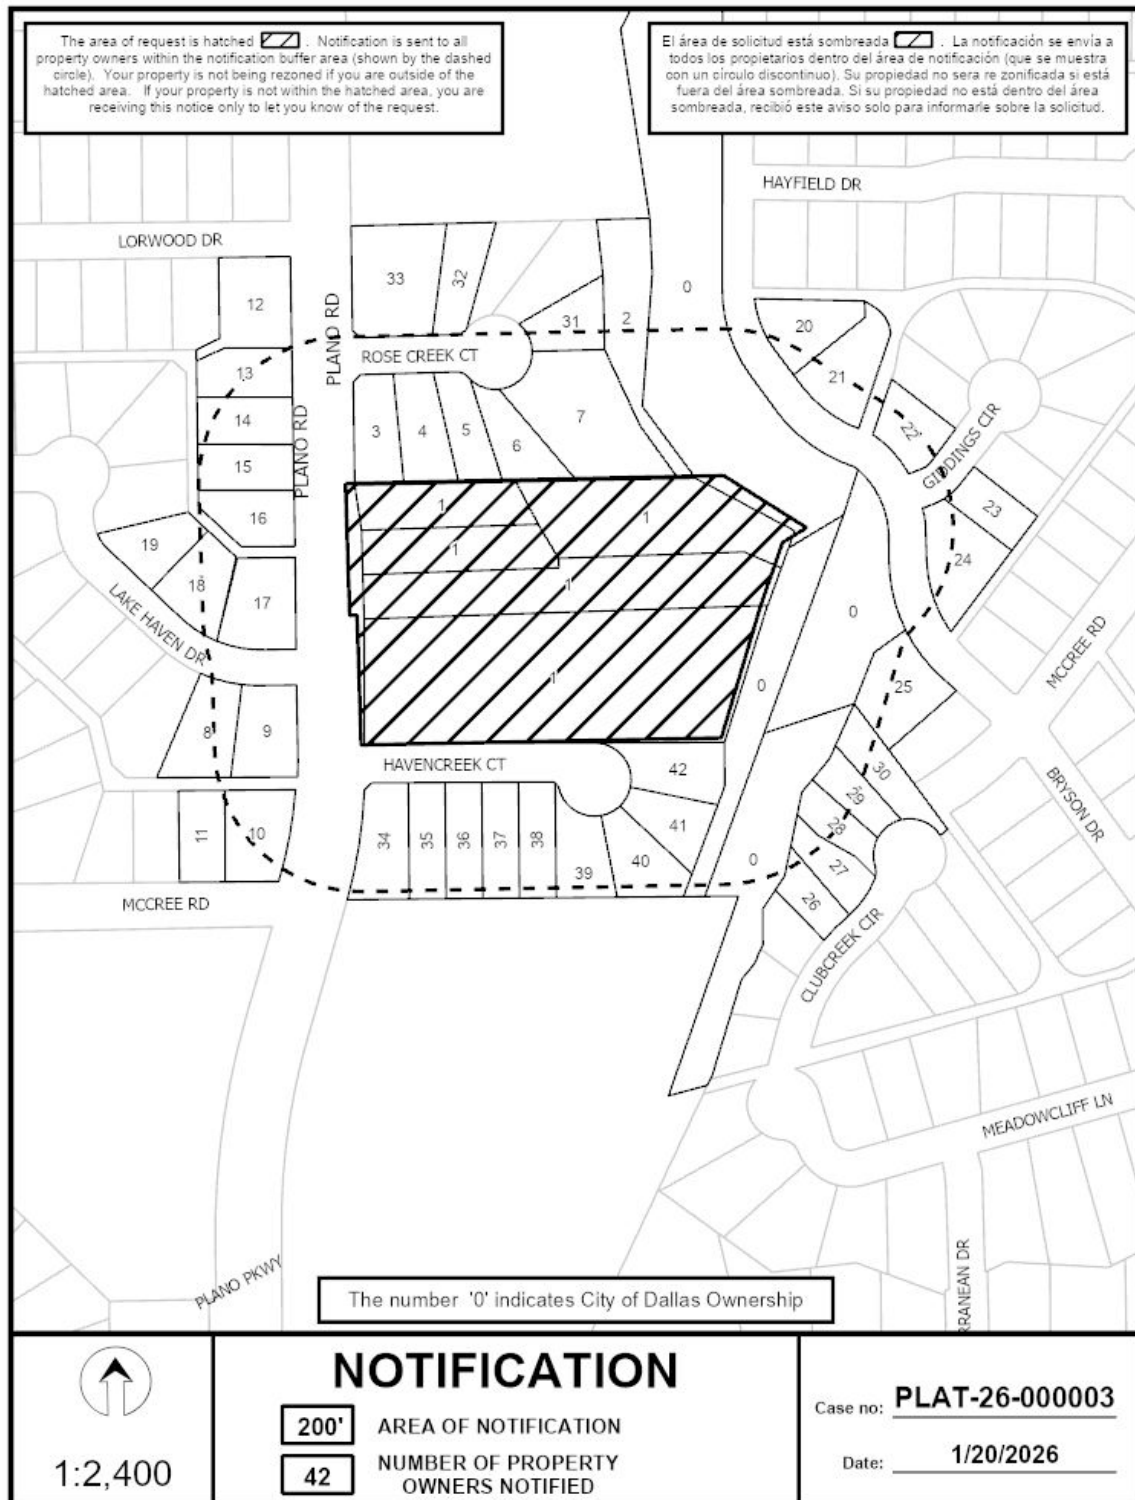 The area of request is hatched . Notification is sent to all
property owners within the notification buffer area (shown by the dashed
circle). Your property is not being rezoned if you are outside of the
hatched area. If your property is not within the hatched area, you are
receiving this notice only to let you know of the request.
El área de solicitud está sombreada . La notificación se envía a
todos los propietarios dentro del área de notificación (que se muestra
con un círculo discontinuo). Su propiedad no sera re zonificada si está
fuera del área sombreada. Si su propiedad no está dentro del área
sombreada, recibió este aviso solo para informarle sobre la solicitud.
HAYFIELD DR
LORWOOD DR
33
32
0
12
PLANO RD
31
2
20
ROSE CREEK CT
13
21
14
3
4
5
6
7
22
PLANO RD
15
GIDDINGS CIR
16
1
1
23
19
1
24
18
17
1
0
LAKE HAVEN DR
MCCREE RD
1
0
25
8
9
HAVENCREEK CT
42
30
29
BRYSON DR
11
10
34
35
36
37
38
41
28
39
40
0
27
26
MCCREE RD
CLUBCREEK CIR
MEADOWCLIFF LN
PLANO PKWY
RRANEAN DR
The number '0' indicates City of Dallas Ownership
1:2,400
NOTIFICATION
200' AREA OF NOTIFICATION
42 NUMBER OF PROPERTY
OWNERS NOTIFIED
Case no: PLAT-26-000003
Date: 1/20/2026